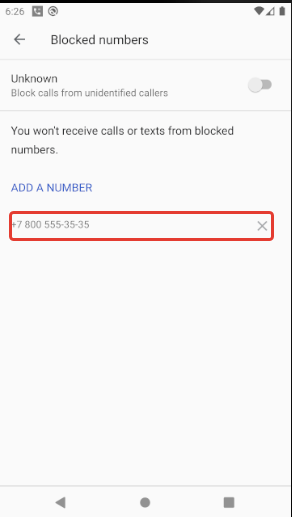 6:26
Blocked numbers
Unknown
Block calls from unidentified callers
You won't receive calls or texts from blocked
numbers.
ADD A NUMBER
+7 800 555-35-35